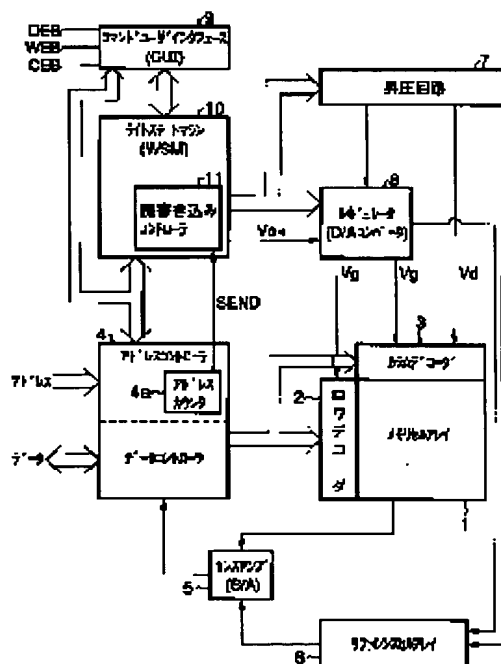 OEB
WEB
CEB
9
コマンドユーザインタフェース
(CUI)
10
ライトステートマシン
(WSM)
11
書き込み
コントローラ
7
昇圧回路
8
レギュレータ
(D/Aコンバータ)
Vg
Vg
Vd
SEND
4
アドレスコントローラ
アドレス
4a
アドレス
カウンタ
データ
データコントローラ
3
カラムデコーダ
2
ロウデコーダ
メモリセルアレイ
1
センスアンプ
(S/A)
5
リファレンスセルアレイ
6